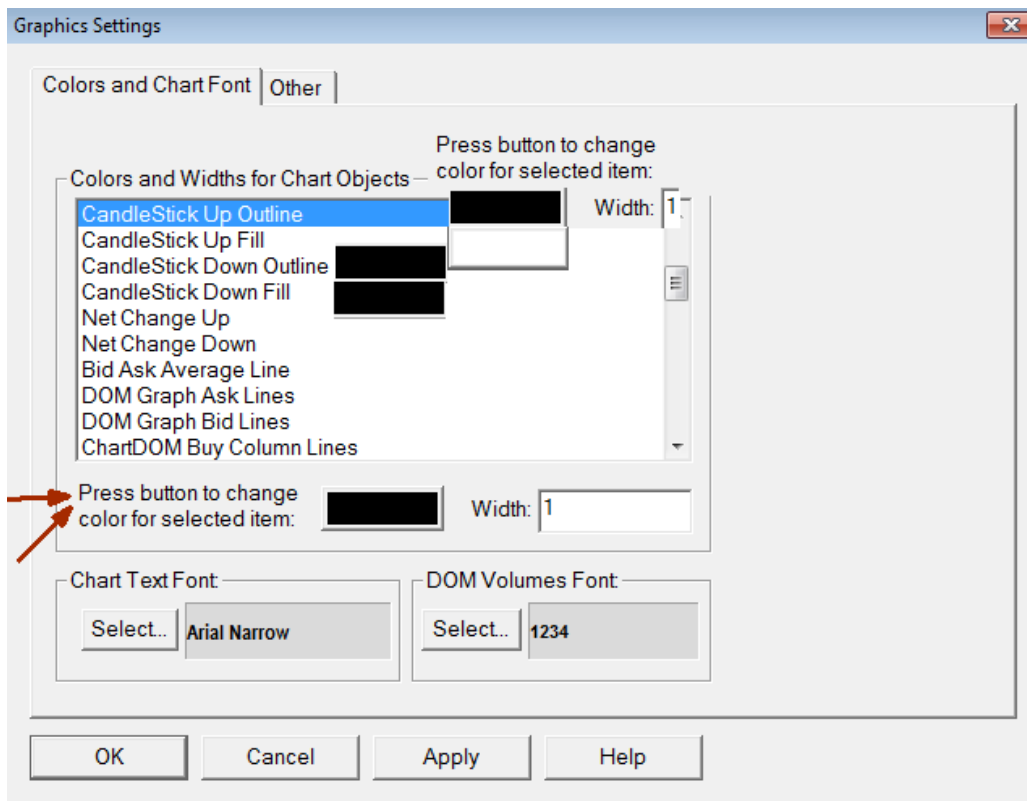 Graphics Settings
Colors and Chart Font
Other
Press button to change
color for selected item:
Colors and Widths for Chart Objects
Width: 1
CandleStick Up Outline
CandleStick Up Fill
CandleStick Down Outline
CandleStick Down Fill
Net Change Up
Net Change Down
Bid Ask Average Line
DOM Graph Ask Lines
DOM Graph Bid Lines
ChartDOM Buy Column Lines
Press button to change
color for selected item:
Width: 1
Chart Text Font:
Select... Arial Narrow
DOM Volumes Font:
Select... 1234
OK
Cancel
Apply
Help